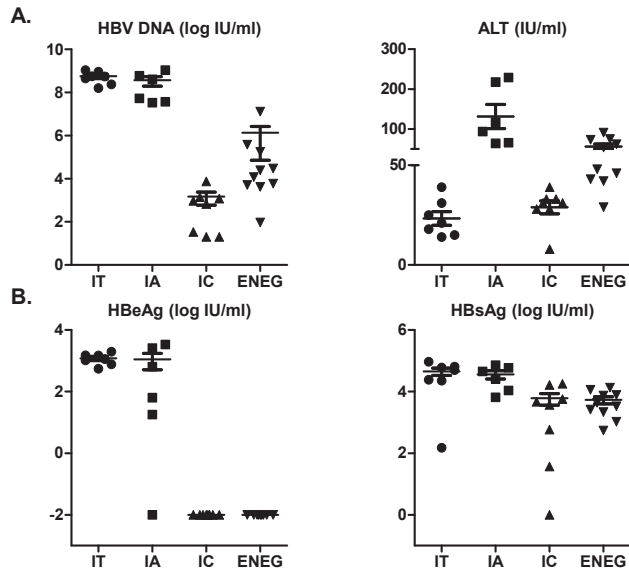 A.
HBV DNA (log IU/ml)
10
8
6
4
2
0
IT IA IC ENEG
ALT (IU/ml)
300
200
100
50
0
IT IA IC ENEG
B.
HBeAg (log IU/ml)
4
2
0
-2
IT IA IC ENEG
HBsAg (log IU/ml)
6
4
2
0
IT IA IC ENEG